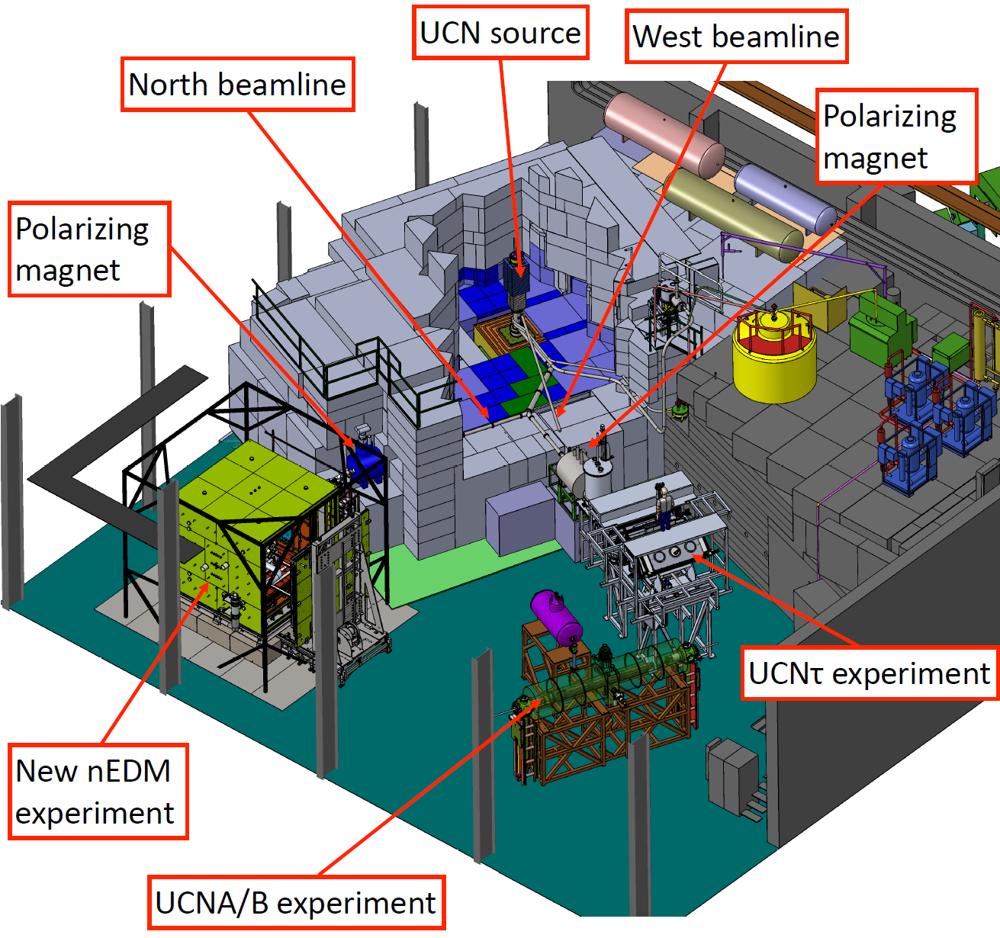 UCN source
West beamline
North beamline
Polarizing
magnet
Polarizing
magnet
UCNτ experiment
New nEDM
experiment
UCNA/B experiment